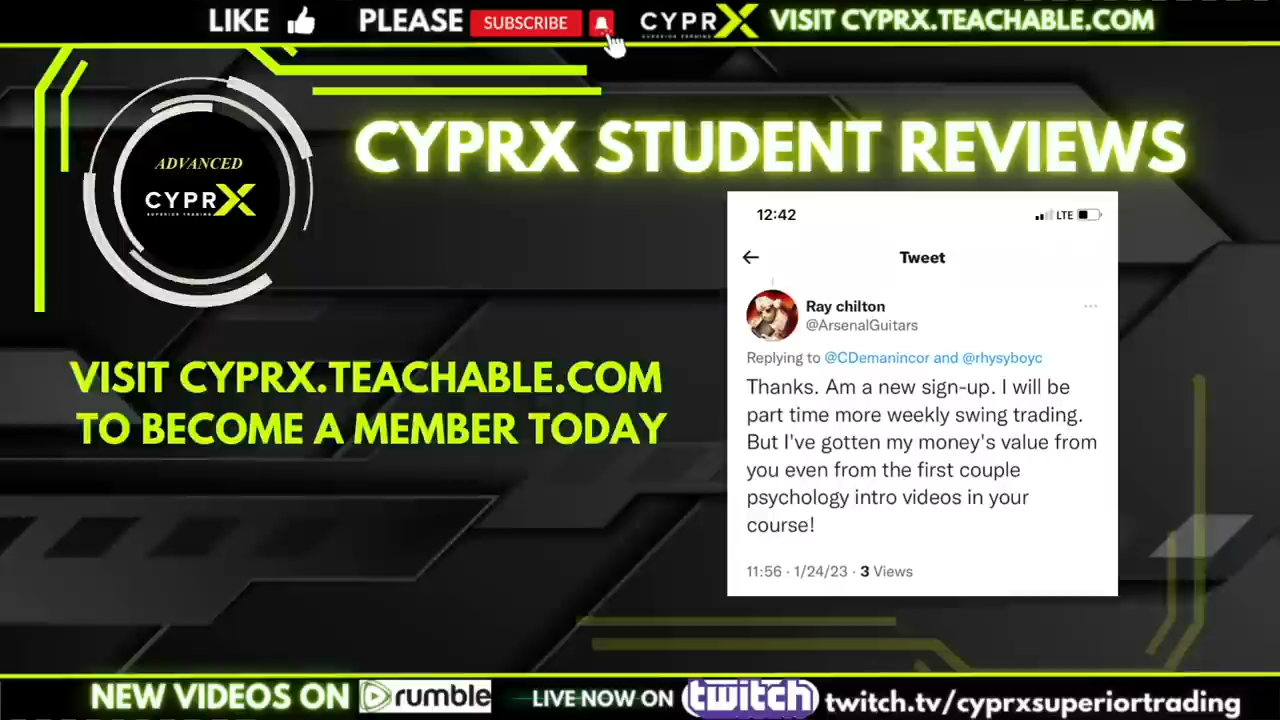 LIKE PLEASE SUBSCRIBE CYPRX SUPERIOR TRADING VISIT CYPRX.TEACHABLE.COM
ADVANCED
CYPRX
SUPERIOR TRADING
CYPRX STUDENT REVIEWS
VISIT CYPRX.TEACHABLE.COM
TO BECOME A MEMBER TODAY
12:42 LTE
Tweet
Ray chilton
@ArsenalGuitars
Replying to @CDemanincor and @rhysyboyc
Thanks. Am a new sign-up. I will be
part time more weekly swing trading.
But I've gotten my money's value from
you even from the first couple
psychology intro videos in your
course!
11:56 · 1/24/23 · 3 Views
NEW VIDEOS ON rumble LIVE NOW ON twitch twitch.tv/cyprxsuperiortrading